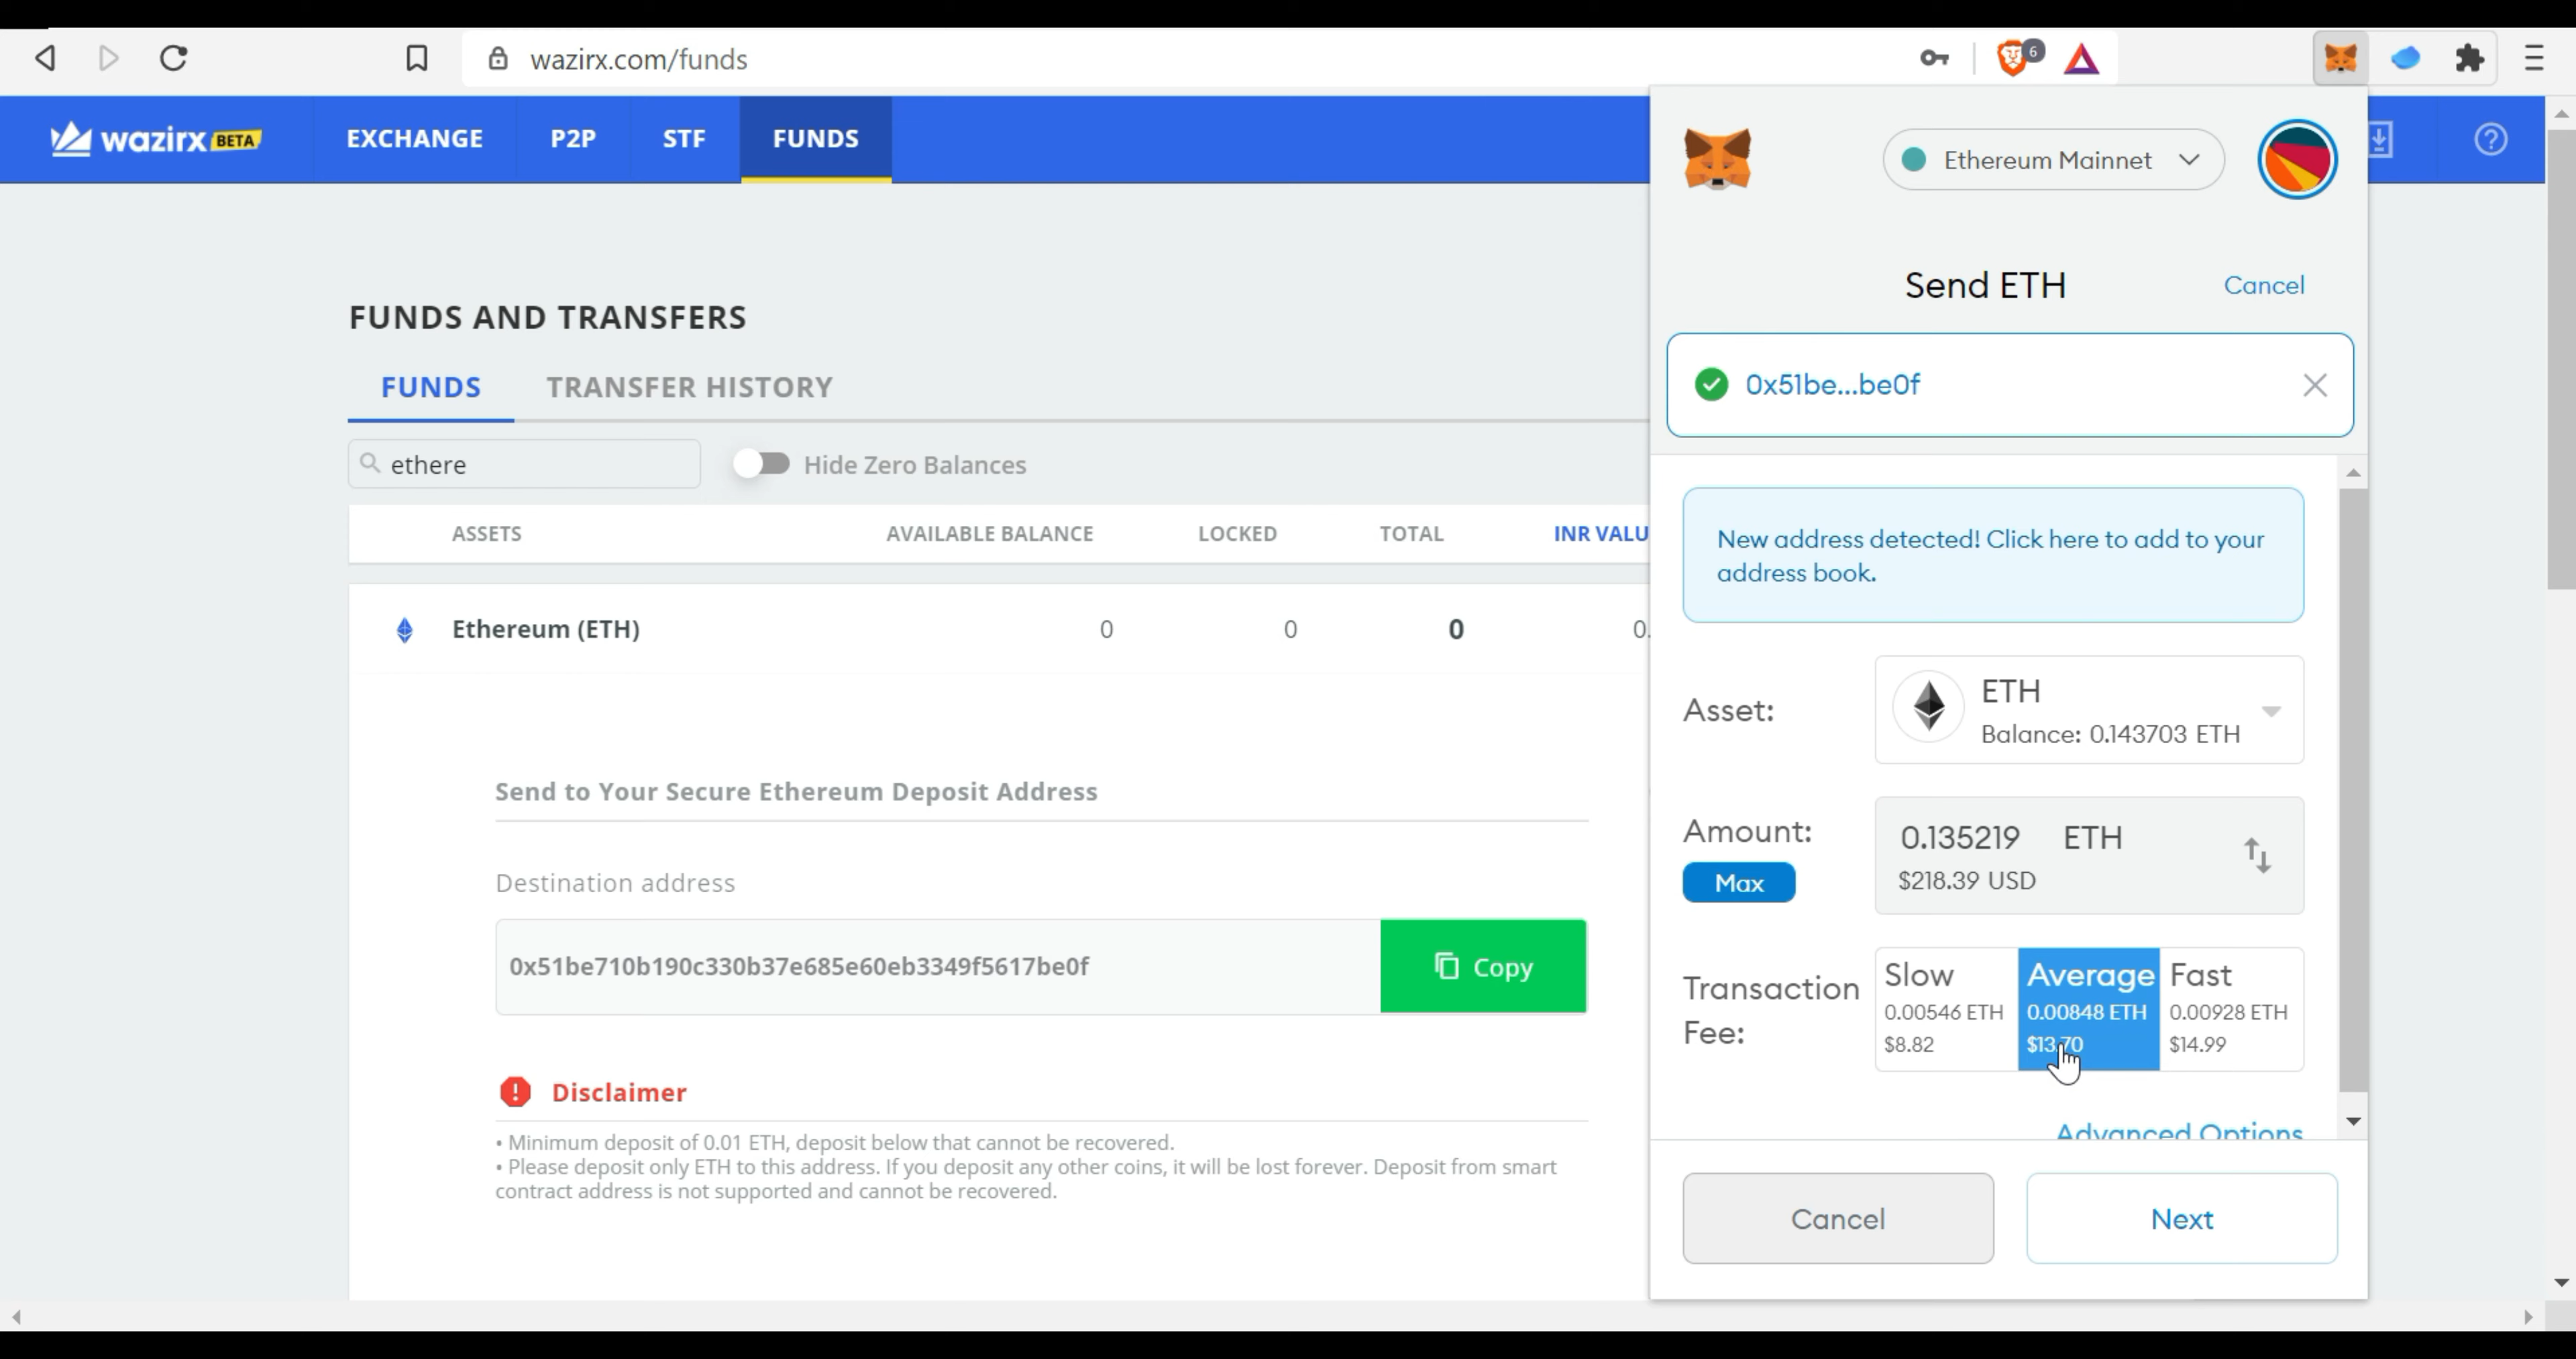 wazirx.com/funds
6
wazirx BETA
EXCHANGE
P2P
STF
FUNDS
FUNDS AND TRANSFERS
FUNDS
TRANSFER HISTORY
ethere
Hide Zero Balances
ASSETS
AVAILABLE BALANCE
LOCKED
TOTAL
INR VALU
Ethereum (ETH)
0
0
0
0.
Send to Your Secure Ethereum Deposit Address
Destination address
0x51be710b190c330b37e685e60eb3349f5617be0f
Copy
Disclaimer
• Minimum deposit of 0.01 ETH, deposit below that cannot be recovered.
• Please deposit only ETH to this address. If you deposit any other coins, it will be lost forever. Deposit from smart
contract address is not supported and cannot be recovered.
Ethereum Mainnet
Send ETH
Cancel
0x51be...be0f
New address detected! Click here to add to your
address book.
Asset:
ETH
Balance: 0.143703 ETH
Amount:
Max
0.135219 ETH
$218.39 USD
Transaction
Fee:
Slow
0.00546 ETH
$8.82
Average
0.00848 ETH
$13.70
Fast
0.00928 ETH
$14.99
Advanced Options
Cancel
Next